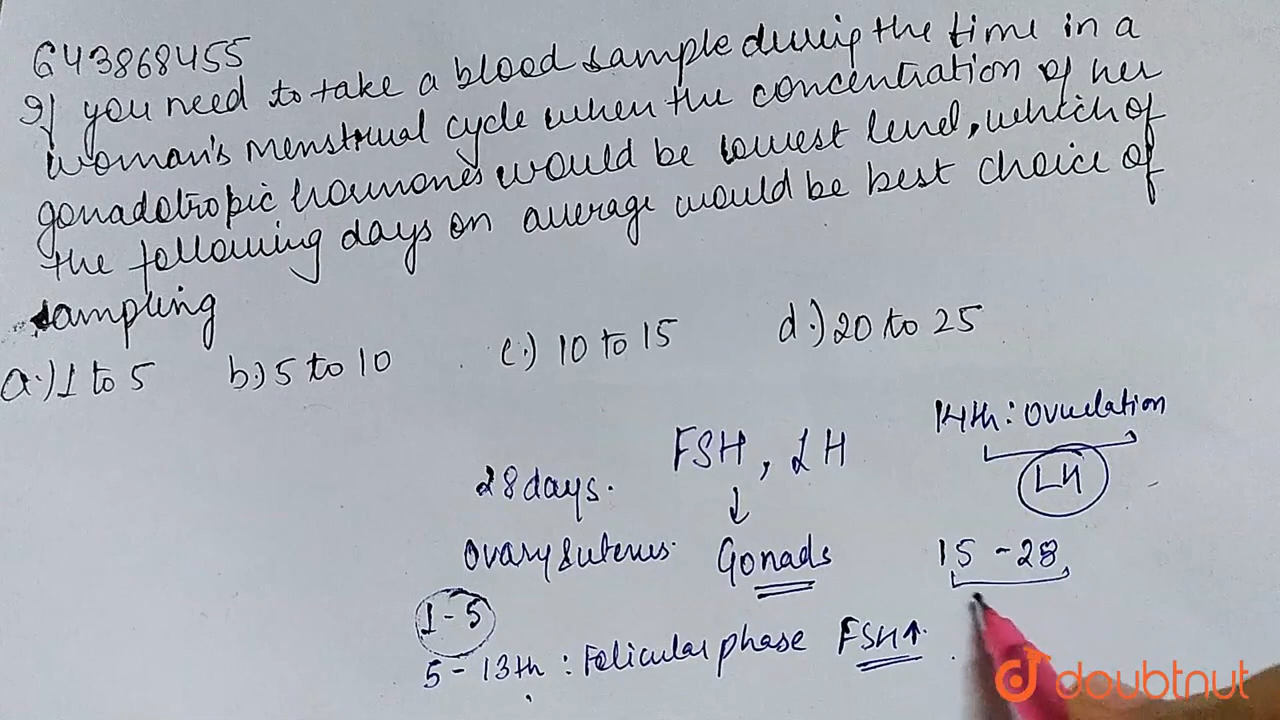 643868455
If you need to take a blood sample during the time in a
woman's menstrual cycle when the concentration of her
gonadotropic hormones would be lowest level, which of
the following days on average would be best choice of
sampling
a.) 1 to 5 b.) 5 to 10 c.) 10 to 15 d.) 20 to 25
14th : Ovulation
28 days. FSH, LH LH
↓
Ovary & uterus. Gonads 15 - 28
1-5
5-13th : Folicular phase FSH↑.
doubtnut